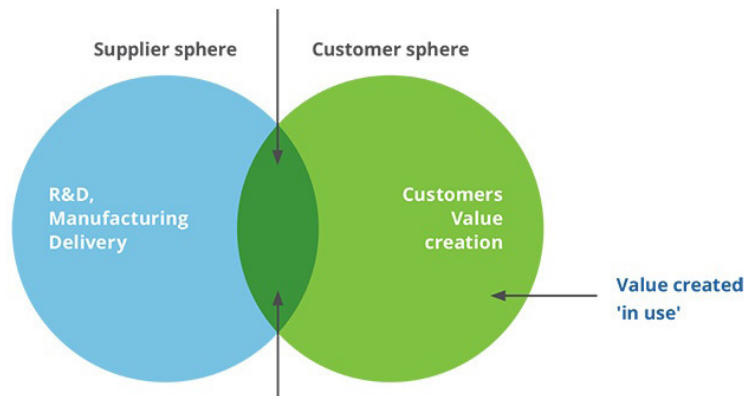 Supplier sphere
Customer sphere
R&D,
Manufacturing
Delivery
Customers
Value
creation
Value created
'in use'